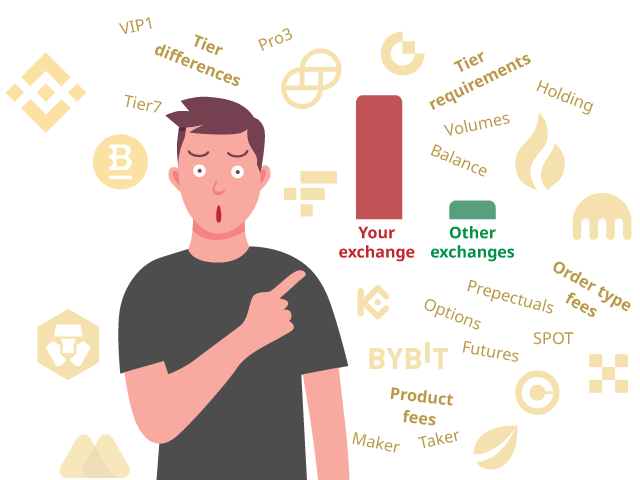 VIP1
Tier
differences
Pro3
Tier7
Tier
requirements
Holding
Volumes
Balance
Your
exchange
Other
exchanges
Order type
fees
Prepectuals
Options
SPOT
Futures
BYBIT
Product
fees
Maker
Taker